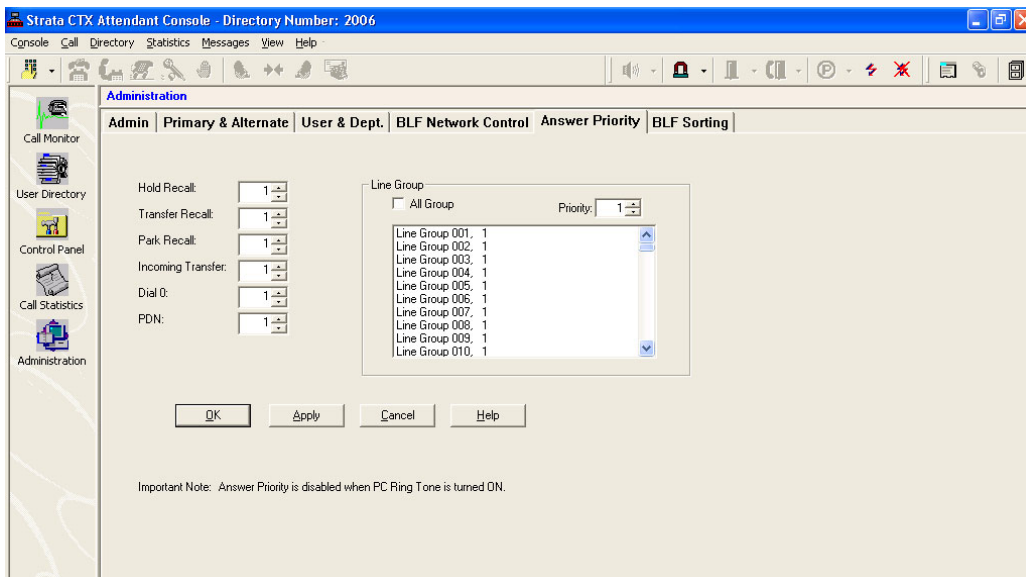 Strata CTX Attendant Console - Directory Number: 2006
Console Call Directory Statistics Messages View Help
Administration
Admin Primary & Alternate User & Dept. BLF Network Control Answer Priority BLF Sorting
Call Monitor
User Directory
Control Panel
Call Statistics
Administration
Hold Recall: 1
Transfer Recall: 1
Park Recall: 1
Incoming Transfer: 1
Dial 0: 1
PDN: 1
Line Group
All Group Priority: 1
Line Group 001, 1
Line Group 002, 1
Line Group 003, 1
Line Group 004, 1
Line Group 005, 1
Line Group 006, 1
Line Group 007, 1
Line Group 008, 1
Line Group 009, 1
Line Group 010, 1
OK Apply Cancel Help
Important Note: Answer Priority is disabled when PC Ring Tone is turned ON.